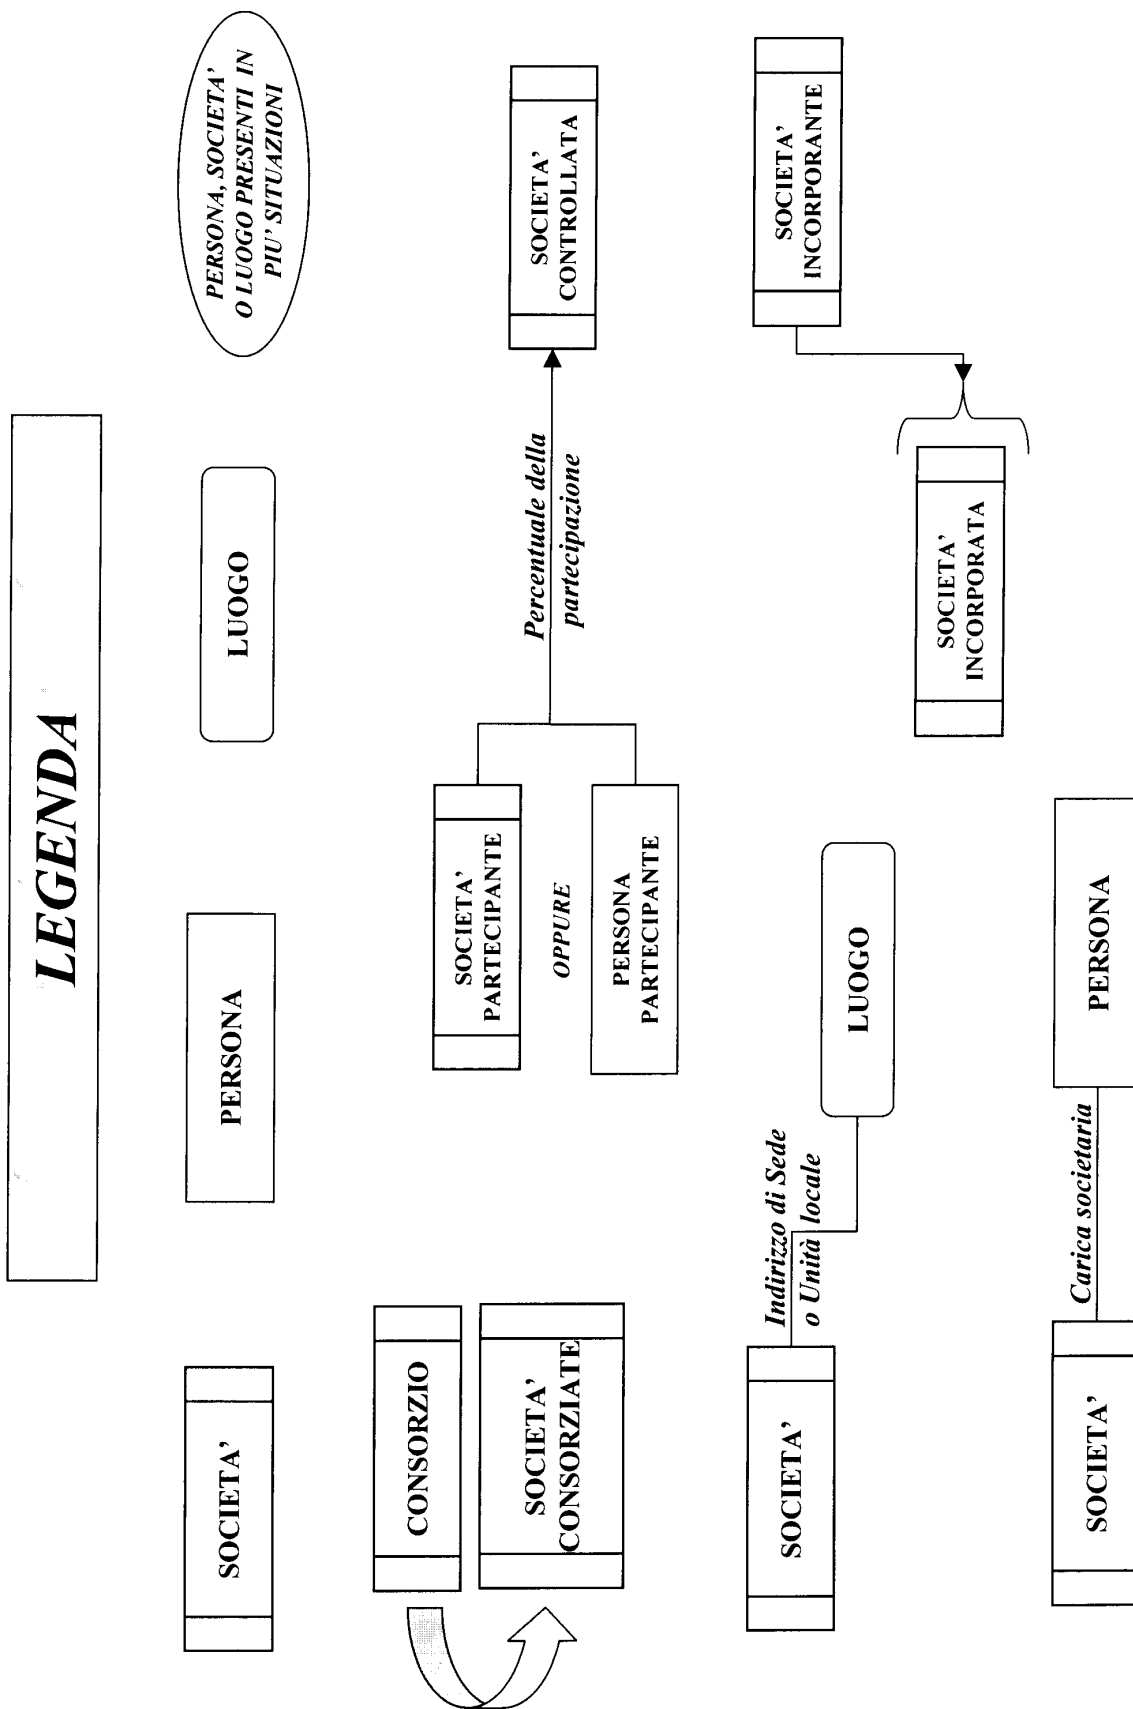 LEGENDA
SOCIETA’
PERSONA
LUOGO
PERSONA, SOCIETA’
O LUOGO PRESENTI IN
PIU’ SITUAZIONI
CONSORZIO
SOCIETA’
CONSORZIATE
SOCIETA’
PARTECIPANTE
OPPURE
PERSONA
PARTECIPANTE
Percentuale della
partecipazione
SOCIETA’
CONTROLLATA
SOCIETA’
Indirizzo di Sede
o Unità locale
LUOGO
SOCIETA’
INCORPORANTE
SOCIETA’
INCORPORATA
SOCIETA’
Carica societaria
PERSONA